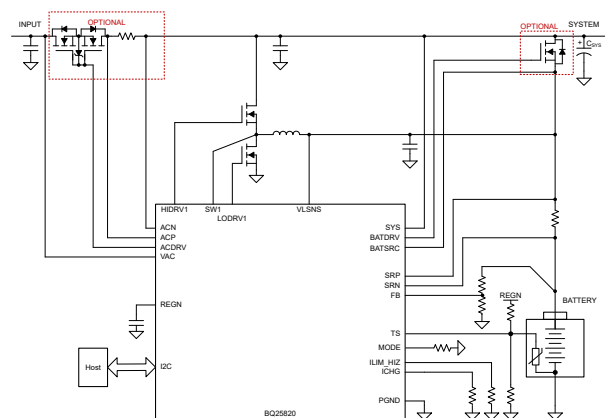 INPUT
OPTIONAL
OPTIONAL
SYSTEM
+
CSYS
HIDRV1
SW1
LODRV1
VLSNS
ACN
ACP
ACDRV
VAC
REGN
Host
I2C
SYS
BATDRV
BATSRC
SRP
SRN
FB
REGN
BATTERY
TS
MODE
ILIM_HIZ
ICHG
PGND
BQ25820